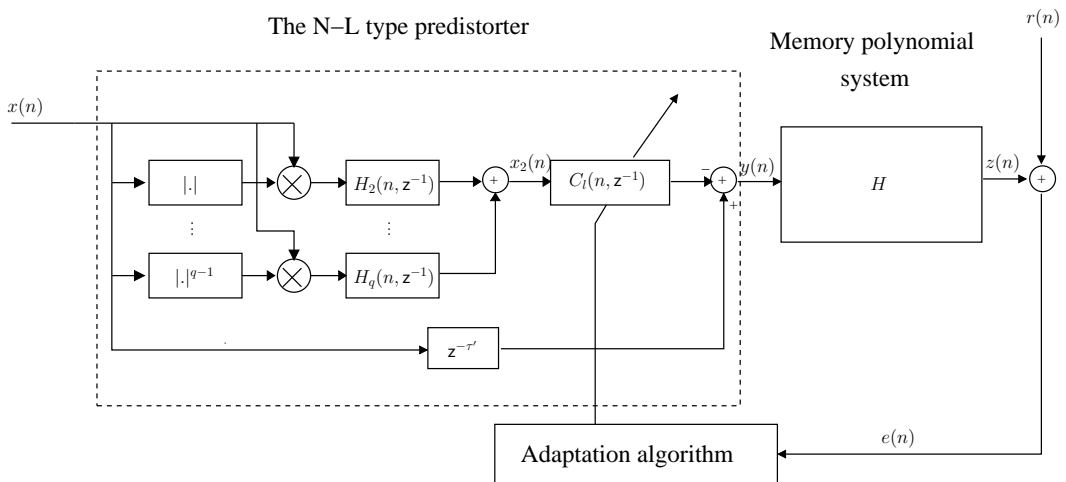 The N–L type predistorter
r(n)
Memory polynomial
system
x(n)
|.|
H_2(n, z^{-1})
+
x_2(n)
C_l(n, z^{-1})
−
+
+
y(n)
H
z(n)
+
⋮
⋮
|.|^{q-1}
H_q(n, z^{-1})
z^{-τ'}
Adaptation algorithm
e(n)